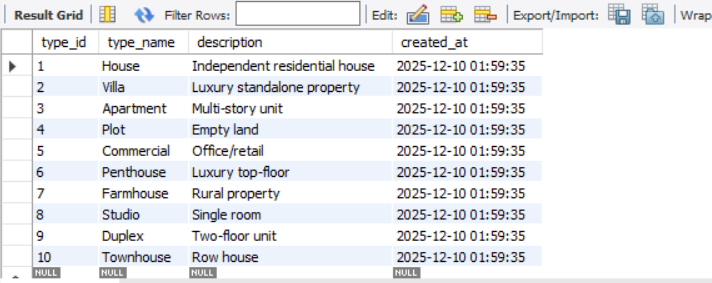 Result Grid Filter Rows: Edit: Export/Import: Wrap
type_id type_name description created_at
1 House Independent residential house 2025-12-10 01:59:35
2 Villa Luxury standalone property 2025-12-10 01:59:35
3 Apartment Multi-story unit 2025-12-10 01:59:35
4 Plot Empty land 2025-12-10 01:59:35
5 Commercial Office/retail 2025-12-10 01:59:35
6 Penthouse Luxury top-floor 2025-12-10 01:59:35
7 Farmhouse Rural property 2025-12-10 01:59:35
8 Studio Single room 2025-12-10 01:59:35
9 Duplex Two-floor unit 2025-12-10 01:59:35
10 Townhouse Row house 2025-12-10 01:59:35
NULL NULL NULL NULL